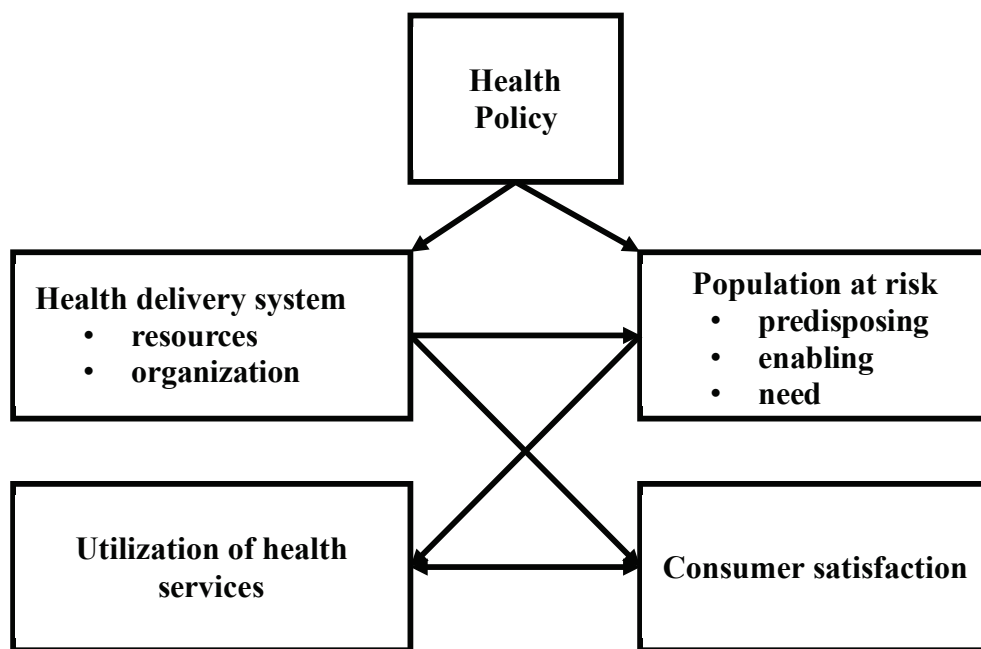 Health
Policy
Health delivery system
• resources
• organization
Population at risk
• predisposing
• enabling
• need
Utilization of health
services
Consumer satisfaction